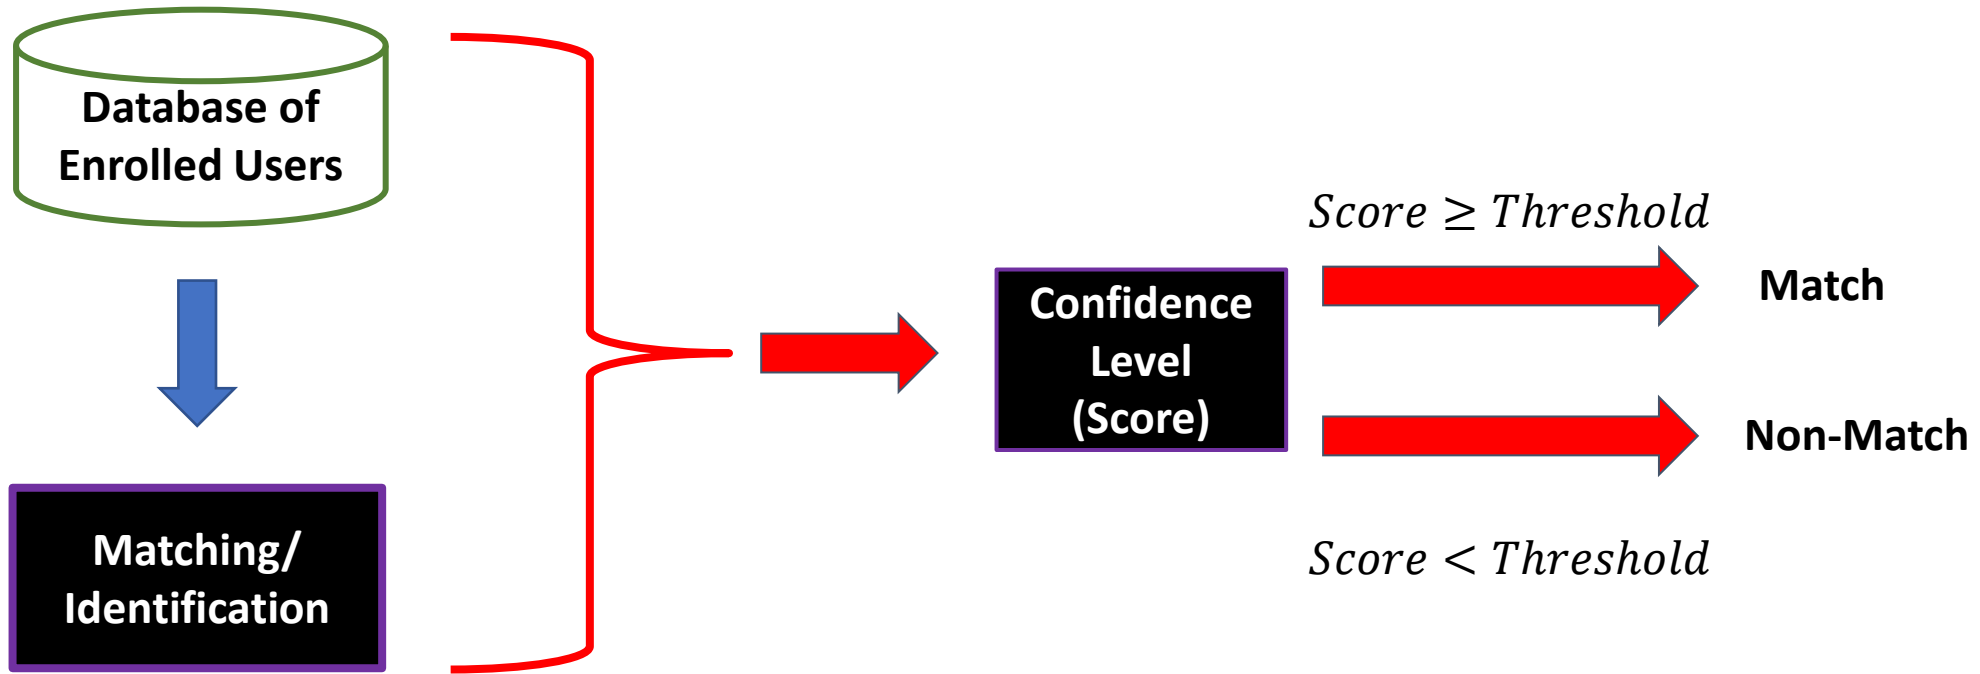 Database of
Enrolled Users
Matching/
Identification
Confidence
Level
(Score)
Score ≥ Threshold
Match
Non-Match
Score < Threshold